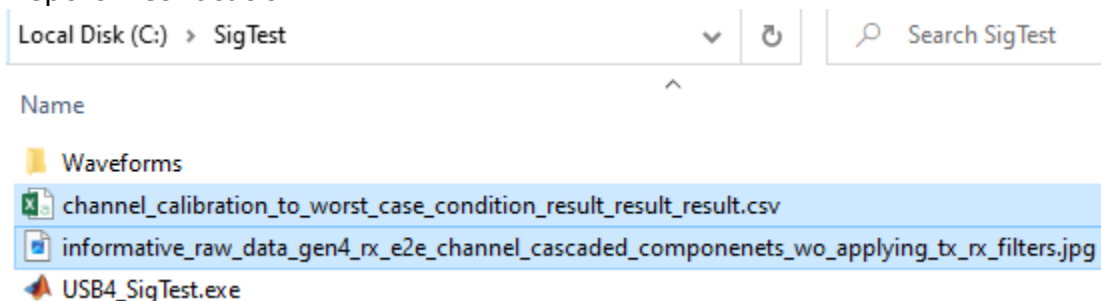 Local Disk (C:) > SigTest Search SigTest
Name
Waveforms
channel_calibration_to_worst_case_condition_result_result_result.csv
informative_raw_data_gen4_rx_e2e_channel_cascaded_componenets_wo_applying_tx_rx_filters.jpg
USB4_SigTest.exe